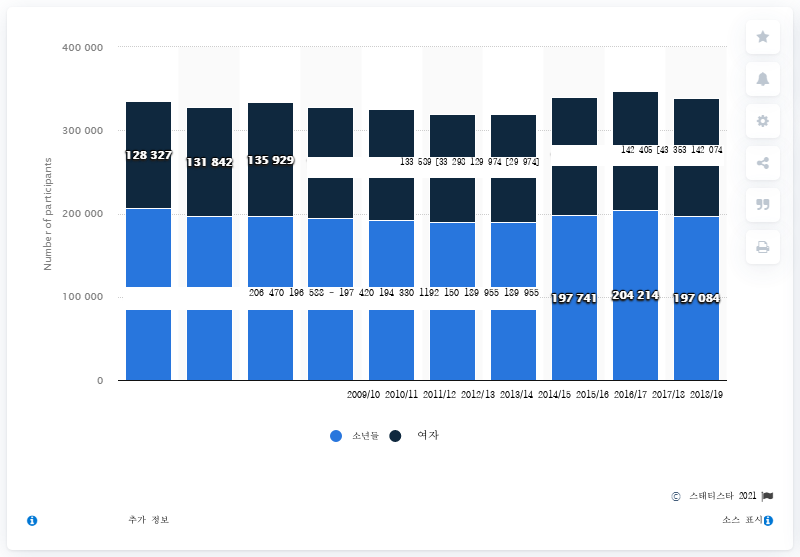 400 000
300 000
200 000
100 000
0
Number of participants
128 327
131 842
135 929
133 589 [33 293 129 974 [29 974]
142 405 [43 353 142 074
206 470 196 588 - 197 420 194 330 1192 150 189 955 189 955
197 741
204 214
197 084
2009/10 2010/11 2011/12 2012/13 2013/14 2014/15 2015/16 2016/17 2017/18 2018/19
소년들 여자
© 스태티스타 2021
추가 정보 소스 표시